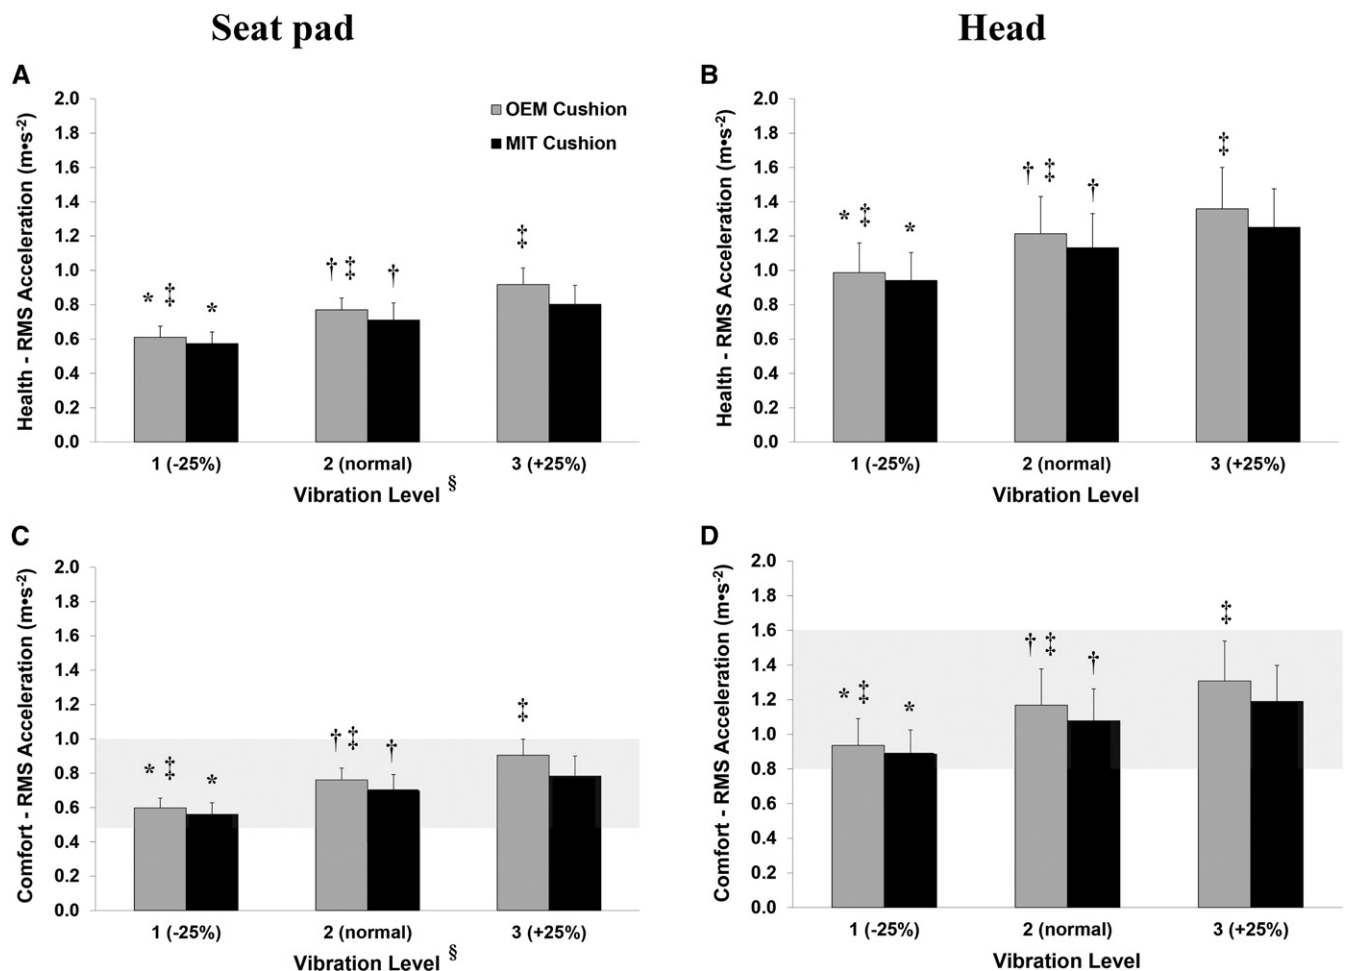 Seat pad
Head
A
2.0
1.8
1.6
1.4
1.2
1.0
0.8
0.6
0.4
0.2
0.0
Health - RMS Acceleration (m•s-2)
OEM Cushion
MIT Cushion
* ‡ *
† ‡ †
‡
1 (-25%) 2 (normal) 3 (+25%)
Vibration Level §
B
2.0
1.8
1.6
1.4
1.2
1.0
0.8
0.6
0.4
0.2
0.0
Health - RMS Acceleration (m•s-2)
* ‡ *
† ‡ †
‡
1 (-25%) 2 (normal) 3 (+25%)
Vibration Level
C
2.0
1.8
1.6
1.4
1.2
1.0
0.8
0.6
0.4
0.2
0.0
Comfort - RMS Acceleration (m•s-2)
* ‡ *
† ‡ †
‡
1 (-25%) 2 (normal) 3 (+25%)
Vibration Level §
D
2.0
1.8
1.6
1.4
1.2
1.0
0.8
0.6
0.4
0.2
0.0
Comfort - RMS Acceleration (m•s-2)
* ‡ *
† ‡ †
‡
1 (-25%) 2 (normal) 3 (+25%)
Vibration Level